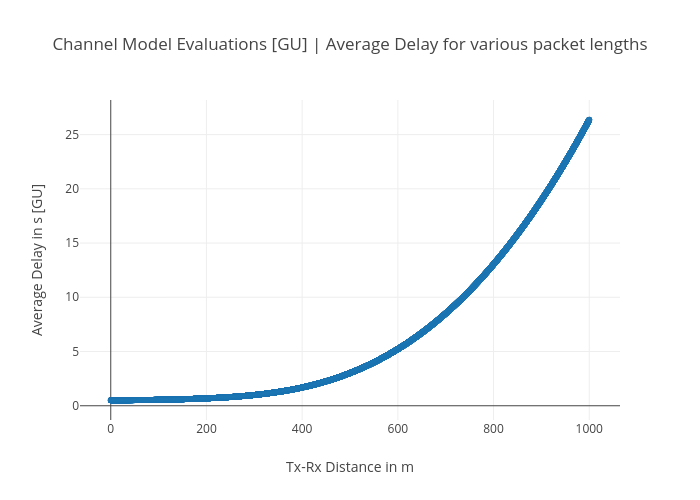 Channel Model Evaluations [GU] | Average Delay for various packet lengths
Average Delay in s [GU]
25
20
15
10
5
0
0 200 400 600 800 1000
Tx-Rx Distance in m